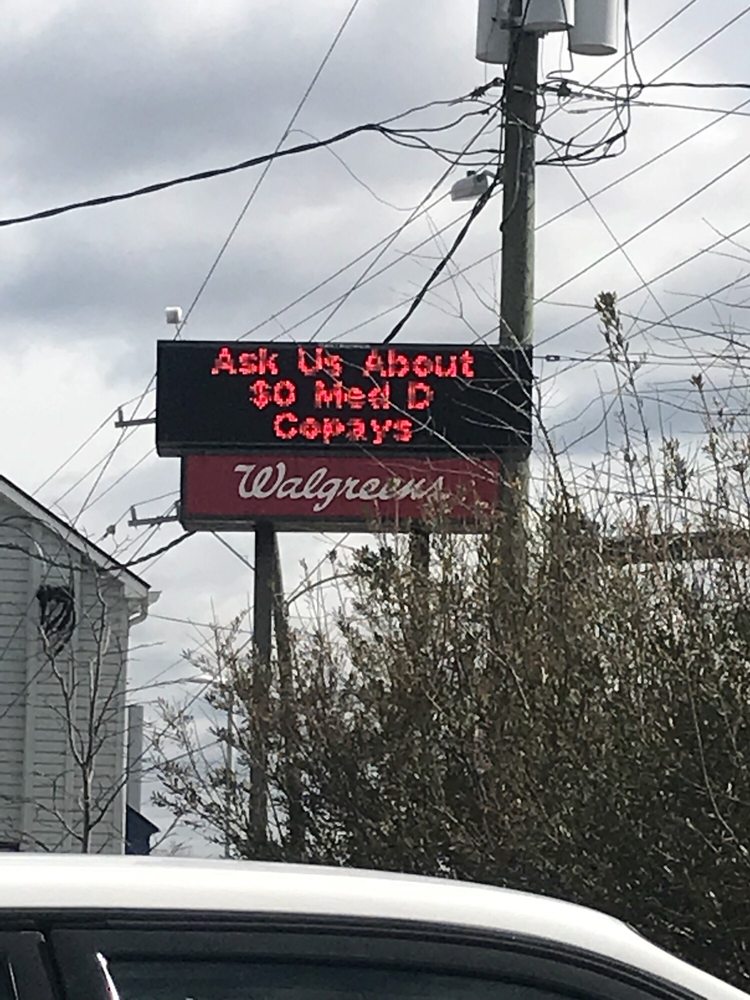 Ask Us About
$0 Med D
Copays
Walgreens